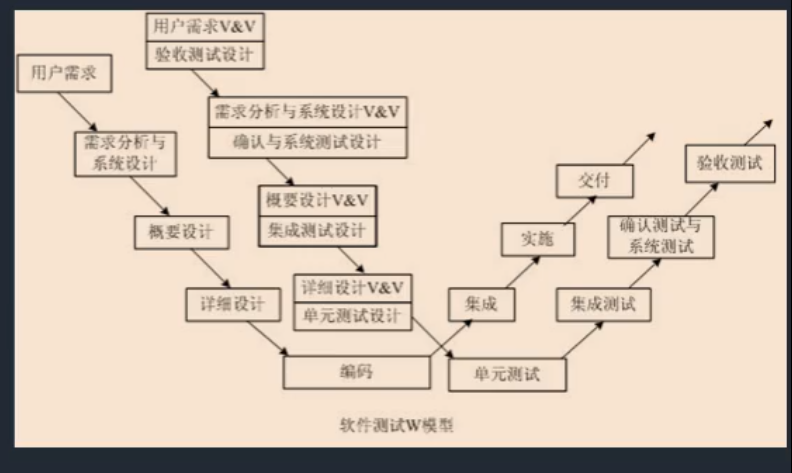 用户需求V&V
验收测试设计
用户需求
需求分析与系统设计V&V
确认与系统测试设计
需求分析与
系统设计
验收测试
交付
概要设计V&V
集成测试设计
概要设计
实施
确认测试与
系统测试
详细设计V&V
单元测试设计
详细设计
集成
集成测试
编码
单元测试
软件测试W模型